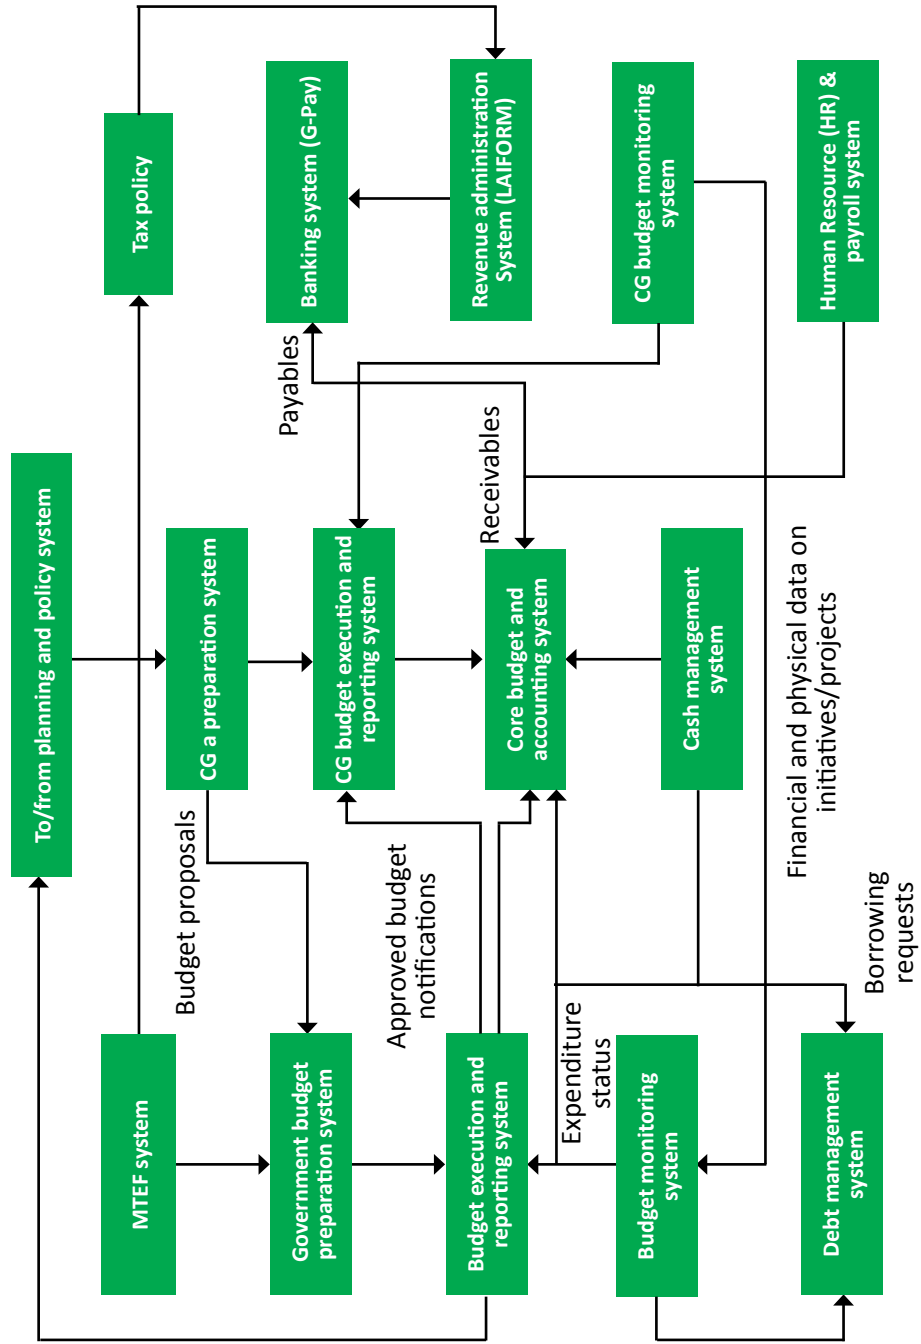 To/from planning and policy system
MTEF system
Tax policy
CG a preparation system
Budget proposals
Government budget
preparation system
CG budget execution and
reporting system
Banking system (G-Pay)
Payables
Approved budget
notifications
Budget execution and
reporting system
Core budget and
accounting system
Receivables
Revenue administration
System (LAIFORM)
Expenditure
status
Budget monitoring
system
Cash management
system
CG budget monitoring
system
Financial and physical data on
initiatives/projects
Debt management
system
Borrowing
requests
Human Resource (HR) &
payroll system